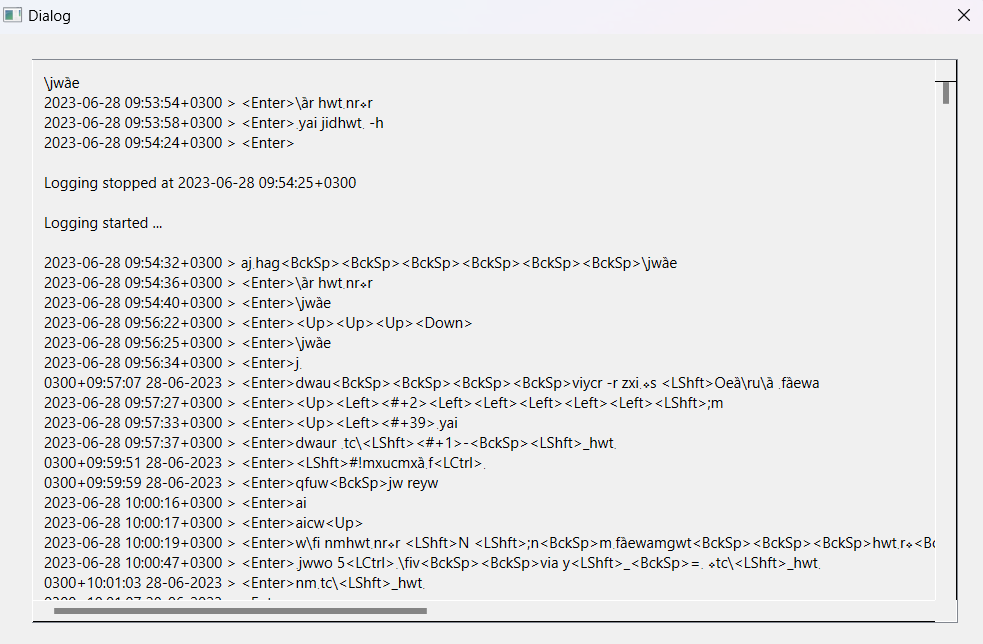 Dialog
\jwȁe
2023-06-28 09:53:54+0300 > <Enter>\ȁr hwt˛nr˖r
2023-06-28 09:53:58+0300 > <Enter>˛yai jidhwt˛ -h
2023-06-28 09:54:24+0300 > <Enter>
Logging stopped at 2023-06-28 09:54:25+0300
Logging started ...
2023-06-28 09:54:32+0300 > aj˛hag<BckSp><BckSp><BckSp><BckSp><BckSp><BckSp>\jwȁe
2023-06-28 09:54:36+0300 > <Enter>\ȁr hwt˛nr˖r
2023-06-28 09:54:40+0300 > <Enter>\jwȁe
2023-06-28 09:56:22+0300 > <Enter><Up><Up><Up><Down>
2023-06-28 09:56:25+0300 > <Enter>\jwȁe
2023-06-28 09:56:34+0300 > <Enter>j˛
0300+09:57:07 28-06-2023 > <Enter>dwau<BckSp><BckSp><BckSp><BckSp>viycr -r zxi˛˖s <LShft>Oeȁ\ru\ȁ ˛fȁewa
2023-06-28 09:57:27+0300 > <Enter><Up><Left><#+2><Left><Left><Left><Left><Left><LShft>;m
2023-06-28 09:57:33+0300 > <Enter><Up><Left><#+39>˛yai
2023-06-28 09:57:37+0300 > <Enter>dwaur ˛tc\<LShft><#+1>-<BckSp><LShft>_hwt˛
0300+09:59:51 28-06-2023 > <Enter><LShft>#!mxucmxȁ˛f<LCtrl>˛
0300+09:59:59 28-06-2023 > <Enter>qfuw<BckSp>jw reyw
2023-06-28 10:00:16+0300 > <Enter>ai
2023-06-28 10:00:17+0300 > <Enter>aicw<Up>
2023-06-28 10:00:19+0300 > <Enter>w\fi nmhwt˛nr˖r <LShft>N <LShft>;n<BckSp>m˛fȁewamgwt<BckSp><BckSp><BckSp>hwt˛r˖<Bc
2023-06-28 10:00:47+0300 > <Enter>˛jwwo 5<LCtrl>˛\fiv<BckSp><BckSp>via y<LShft>_<BckSp>=˛ ˖tc\<LShft>_hwt˛
0300+10:01:03 28-06-2023 > <Enter>nm˛tc\<LShft>_hwt˛